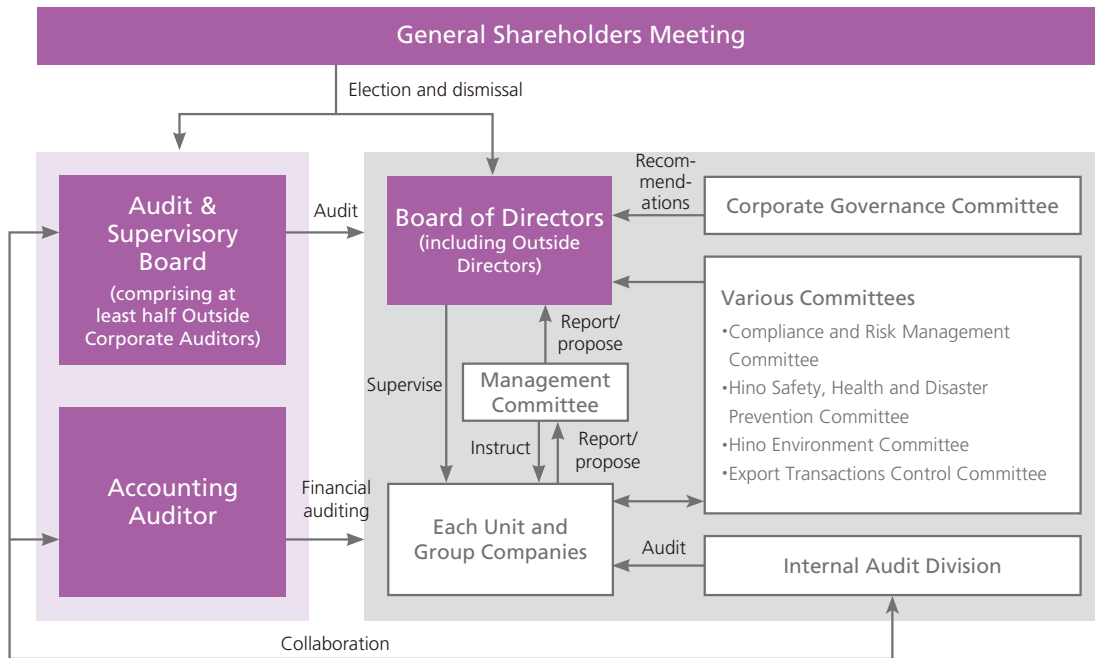 General Shareholders Meeting
Election and dismissal
Audit &
Supervisory
Board
(comprising at
least half Outside
Corporate Auditors)
Audit
Board of Directors
(including Outside
Directors)
Recom-
mend-
ations
Corporate Governance Committee
Various Committees
•Compliance and Risk Management
Committee
•Hino Safety, Health and Disaster
Prevention Committee
•Hino Environment Committee
•Export Transactions Control Committee
Report/
propose
Supervise
Management
Committee
Instruct
Report/
propose
Accounting
Auditor
Financial
auditing
Each Unit and
Group Companies
Audit
Internal Audit Division
Collaboration